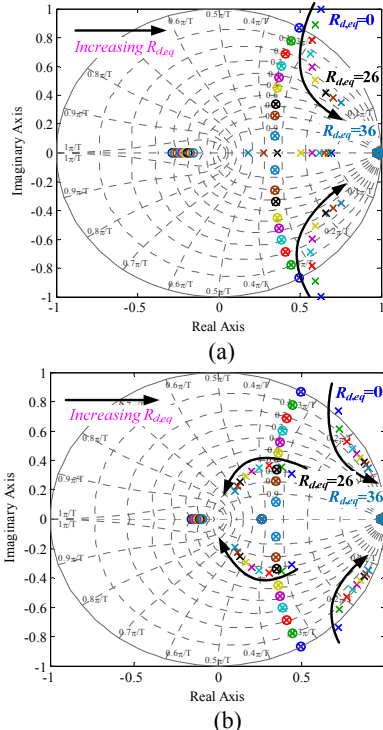 1
0.8
0.6
0.4
0.2
0
-0.2
-0.4
-0.6
-0.8
-1
Imaginary Axis
Increasing R_d,eq
R_d,eq=0
R_d,eq=26
R_d,eq=36
0.5π/T
0.6π/T
0.4π/T
0.7π/T
0.8π/T
0.9π/T
1π/T
1π/T
0.9π/T
0.8π/T
0.7π/T
0.6π/T
0.5π/T
0.4π/T
0.2π/T
-1
-0.5
0
0.5
1
Real Axis
(a)
1
0.8
0.6
0.4
0.2
0
-0.2
-0.4
-0.6
-0.8
-1
Imaginary Axis
Increasing R_d,eq
R_d,eq=0
R_d,eq=26
R_d,eq=36
0.5π/T
0.6π/T
0.4π/T
0.8π/T
0.9π/T
1π/T
1π/T
0.9π/T
0.8π/T
0.7π/T
0.6π/T
0.5π/T
0.4π/T
0.3π/T
-1
-0.5
0
0.5
1
Real Axis
(b)